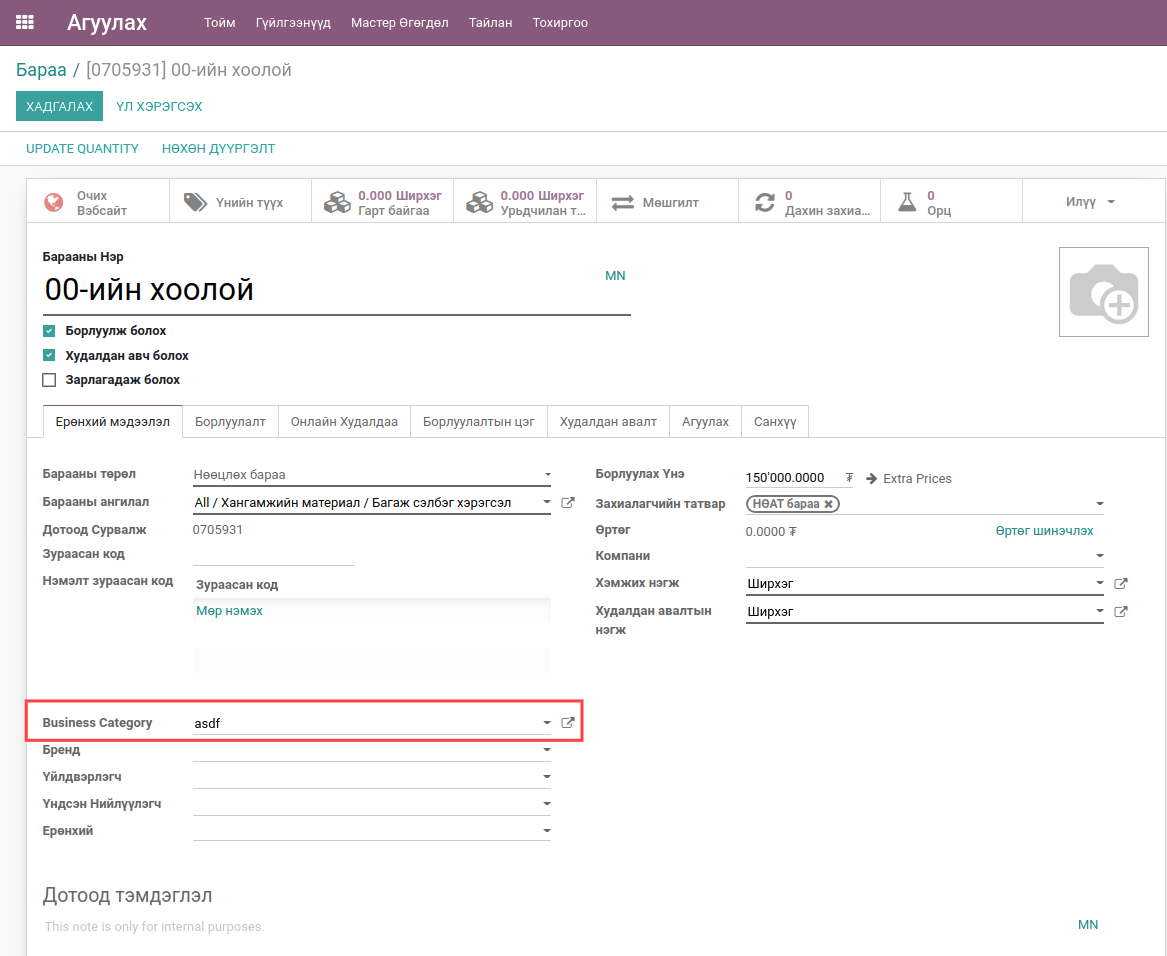 Агуулах Тойм Гүйлгээнүүд Мастер Өгөгдөл Тайлан Тохиргоо
Бараа / [0705931] 00-ийн хоолой
ХАДГАЛАХ ҮЛ ХЭРЭГСЭХ
UPDATE QUANTITY НӨХӨН ДҮҮРГЭЛТ
Очих Вэбсайт
Үнийн түүх
0.000 Ширхэг Гарт байгаа
0.000 Ширхэг Урьдчилан т...
Мөшгилт
0 Дахин захиа...
0 Орц
Илүү
Барааны Нэр
00-ийн хоолой MN
Борлуулж болох
Худалдан авч болох
Зарлагадаж болох
Ерөнхий мэдээлэл Борлуулалт Онлайн Худалдаа Борлуулалтын цэг Худалдан авалт Агуулах Санхүү
Барааны төрөл Нөөцлөх бараа
Барааны ангилал All / Хангамжийн материал / Багаж сэлбэг хэрэгсэл
Дотоод Сурвалж 0705931
Зураасан код
Нэмэлт зураасан код Зураасан код
Мөр нэмэх
Борлуулах Үнэ 150'000.0000 ₮ Extra Prices
Захиалагчийн татвар НӨАТ бараа
Өртөг 0.0000 ₮ Өртөг шинэчлэх
Компани
Хэмжих нэгж Ширхэг
Худалдан авалтын нэгж Ширхэг
Business Category asdf
Бренд
Үйлдвэрлэгч
Үндсэн Нийлүүлэгч
Ерөнхий
Дотоод тэмдэглэл
This note is only for internal purposes. MN